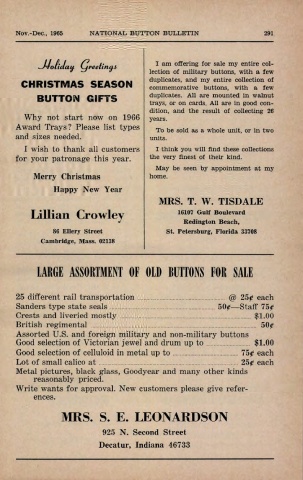 Nov.-Dec., 1965 NATIONAL BUTTON BULLETIN 291
Holiday Greetings
CHRISTMAS SEASON
BUTTON GIFTS
Why not start now on 1966
Award Trays? Please list types
and sizes needed.
I wish to thank all customers
for your patronage this year.
Merry Christmas
Happy New Year
Lillian Crowley
86 Ellery Street
Cambridge, Mass. 02138
I am offering for sale my entire col-
lection of military buttons, with a few
duplicates, and my entire collection of
commemorative buttons, with a few
duplicates. All are mounted in walnut
trays, or on cards. All are in good con-
dition, and the result of collecting 26
years.
To be sold as a whole unit, or in two
units.
I think you will find these collections
the very finest of their kind.
May be seen by appointment at my
home.
MRS. T. W. TISDALE
16107 Gulf Boulevard
Redington Beach,
St. Petersburg, Florida 33708
LARGE ASSORTMENT OF OLD BUTTONS FOR SALE
25 different rail transportation @ 25¢ each
Sanders type state seals 50¢—Staff 75¢
Crests and liveried mostly $1.00
British regimental 50¢
Assorted U.S. and foreign military and non-military buttons
Good selection of Victorian jewel and drum up to $1.00
Good selection of celluloid in metal up to 75¢ each
Lot of small calico at 25¢ each
Metal pictures, black glass, Goodyear and many other kinds
reasonably priced.
Write wants for approval. New customers please give refer-
ences.
MRS. S. E. LEONARDSON
925 N. Second Street
Decatur, Indiana 46733